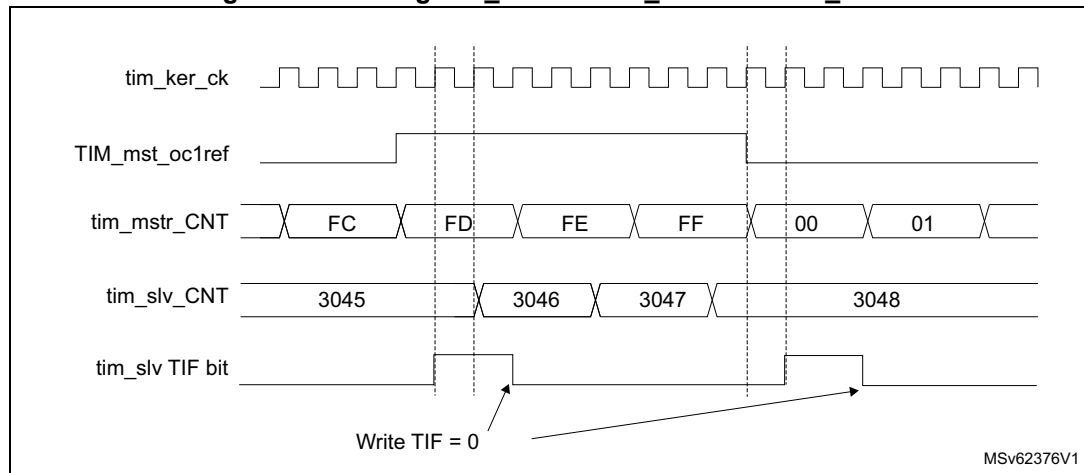 tim_ker_ck
TIM_mst_oc1ref
tim_mstr_CNT FC FD FE FF 00 01
tim_slv_CNT 3045 3046 3047 3048
tim_slv TIF bit
Write TIF = 0
MSv62376V1